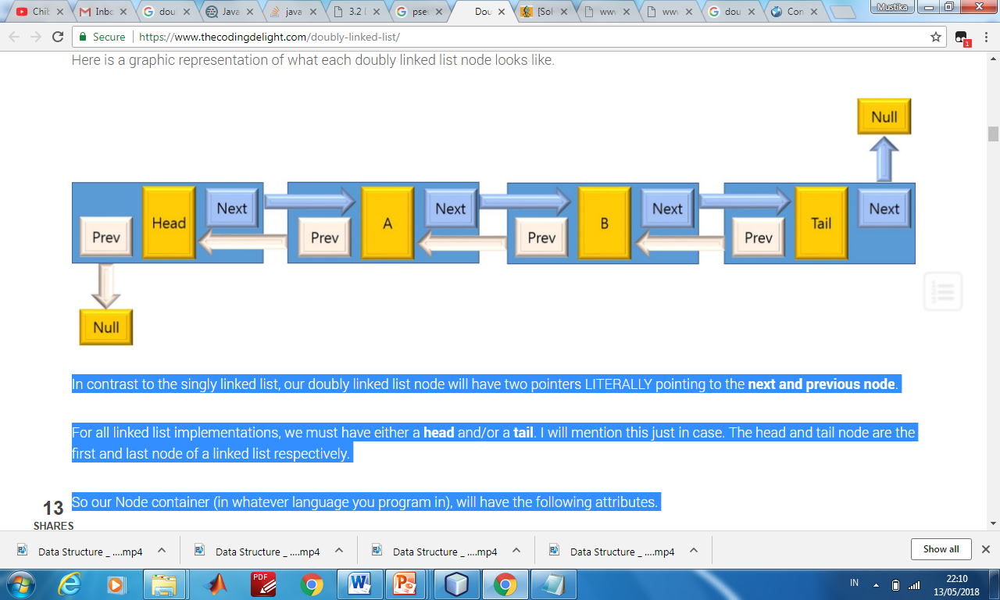 Chib
Inbc
dou
Java
java
3.2 I
pse
Dou
[Sol
www
www
dou
Con
Mustika
Secure
https://www.thecodingdelight.com/doubly-linked-list/
1
Here is a graphic representation of what each doubly linked list node looks like.
Null
Prev Head Next
Prev A Next
Prev B Next
Prev Tail Next
Null
In contrast to the singly linked list, our doubly linked list node will have two pointers LITERALLY pointing to the next and previous node.
For all linked list implementations, we must have either a head and/or a tail. I will mention this just in case. The head and tail node are the
first and last node of a linked list respectively.
So our Node container (in whatever language you program in), will have the following attributes.
13
SHARES
Data Structure _ ....mp4
Data Structure _ ....mp4
Data Structure _ ....mp4
Data Structure _ ....mp4
Show all
PDF
IN
22:10
13/05/2018